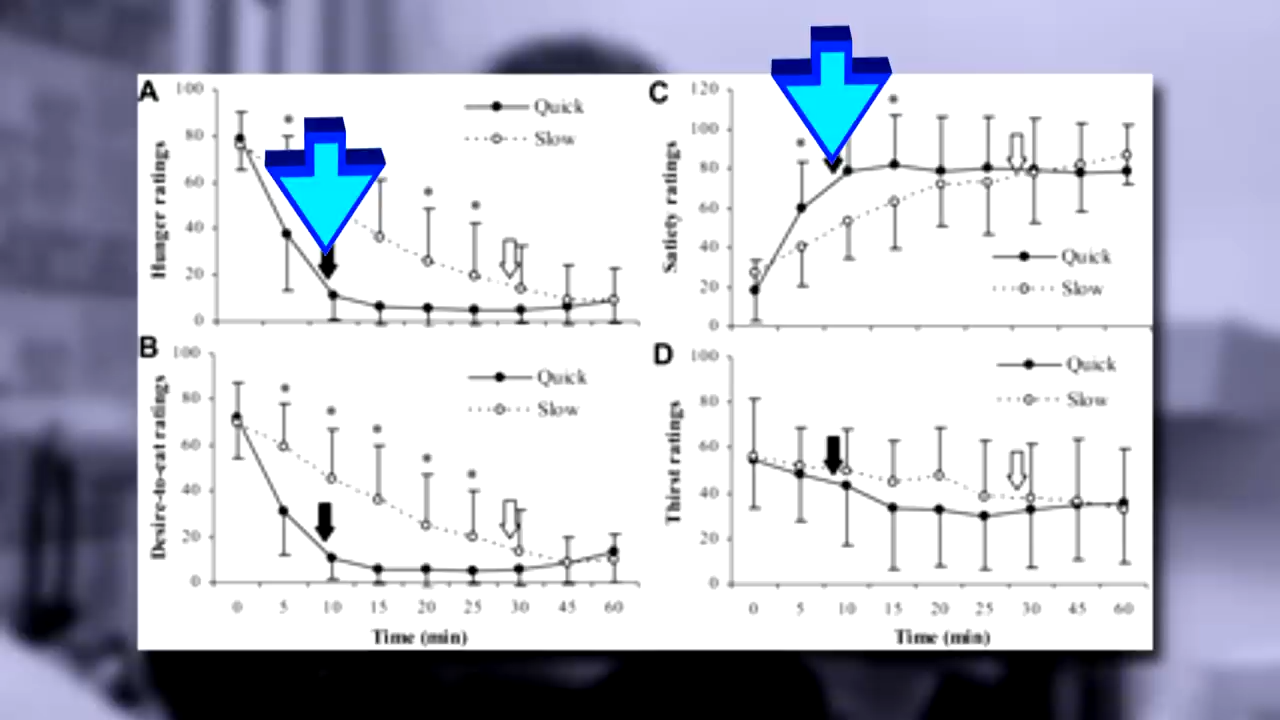 A
Hunger ratings
100
80
60
40
20
0
Quick
Slow
C
Satiety ratings
120
100
80
60
40
20
0
Quick
Slow
B
Desire-to-eat ratings
100
80
60
40
20
0
Quick
Slow
0 5 10 15 20 25 30 45 60
Time (min)
D
Thirst ratings
100
80
60
40
20
0
Quick
Slow
0 5 10 15 20 25 30 45 60
Time (min)